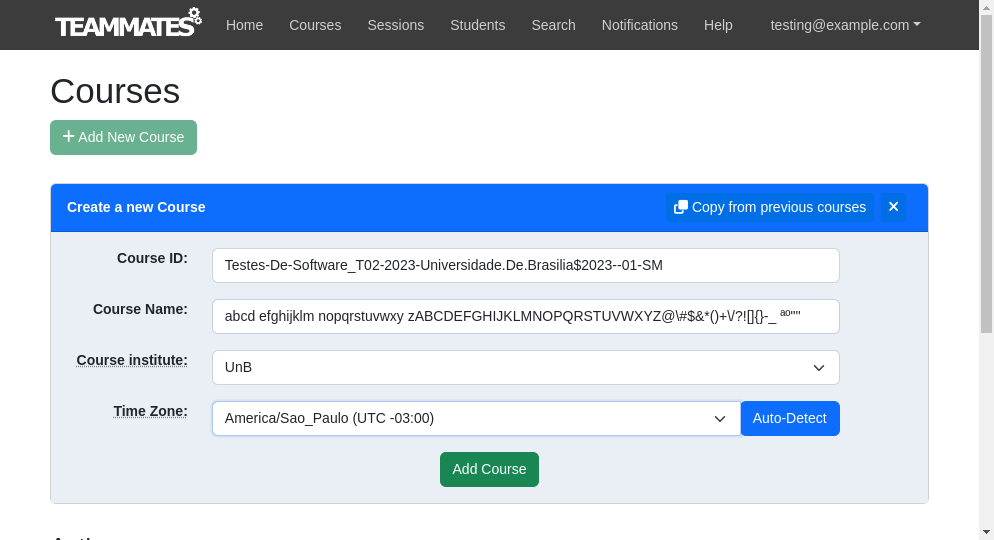 TEAMMATES Home Courses Sessions Students Search Notifications Help testing@example.com
Courses
+ Add New Course
Create a new Course Copy from previous courses ×
Course ID: Testes-De-Software_T02-2023-Universidade.De.Brasilia$2023--01-SM
Course Name: abcd efghijklm nopqrstuvwxy zABCDEFGHIJKLMNOPQRSTUVWXYZ@\#$&*()+\/?![]{}-_ ªº""
Course institute: UnB
Time Zone: America/Sao_Paulo (UTC -03:00) Auto-Detect
Add Course